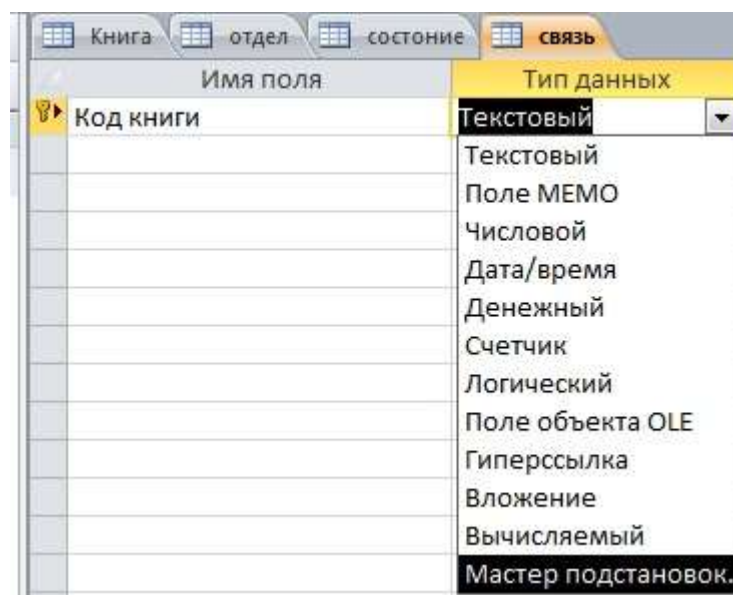 Книга отдел состоние связь
Имя поля Тип данных
Код книги Текстовый
Текстовый
Поле МЕМО
Числовой
Дата/время
Денежный
Счетчик
Логический
Поле объекта OLE
Гиперссылка
Вложение
Вычисляемый
Мастер подстановок.